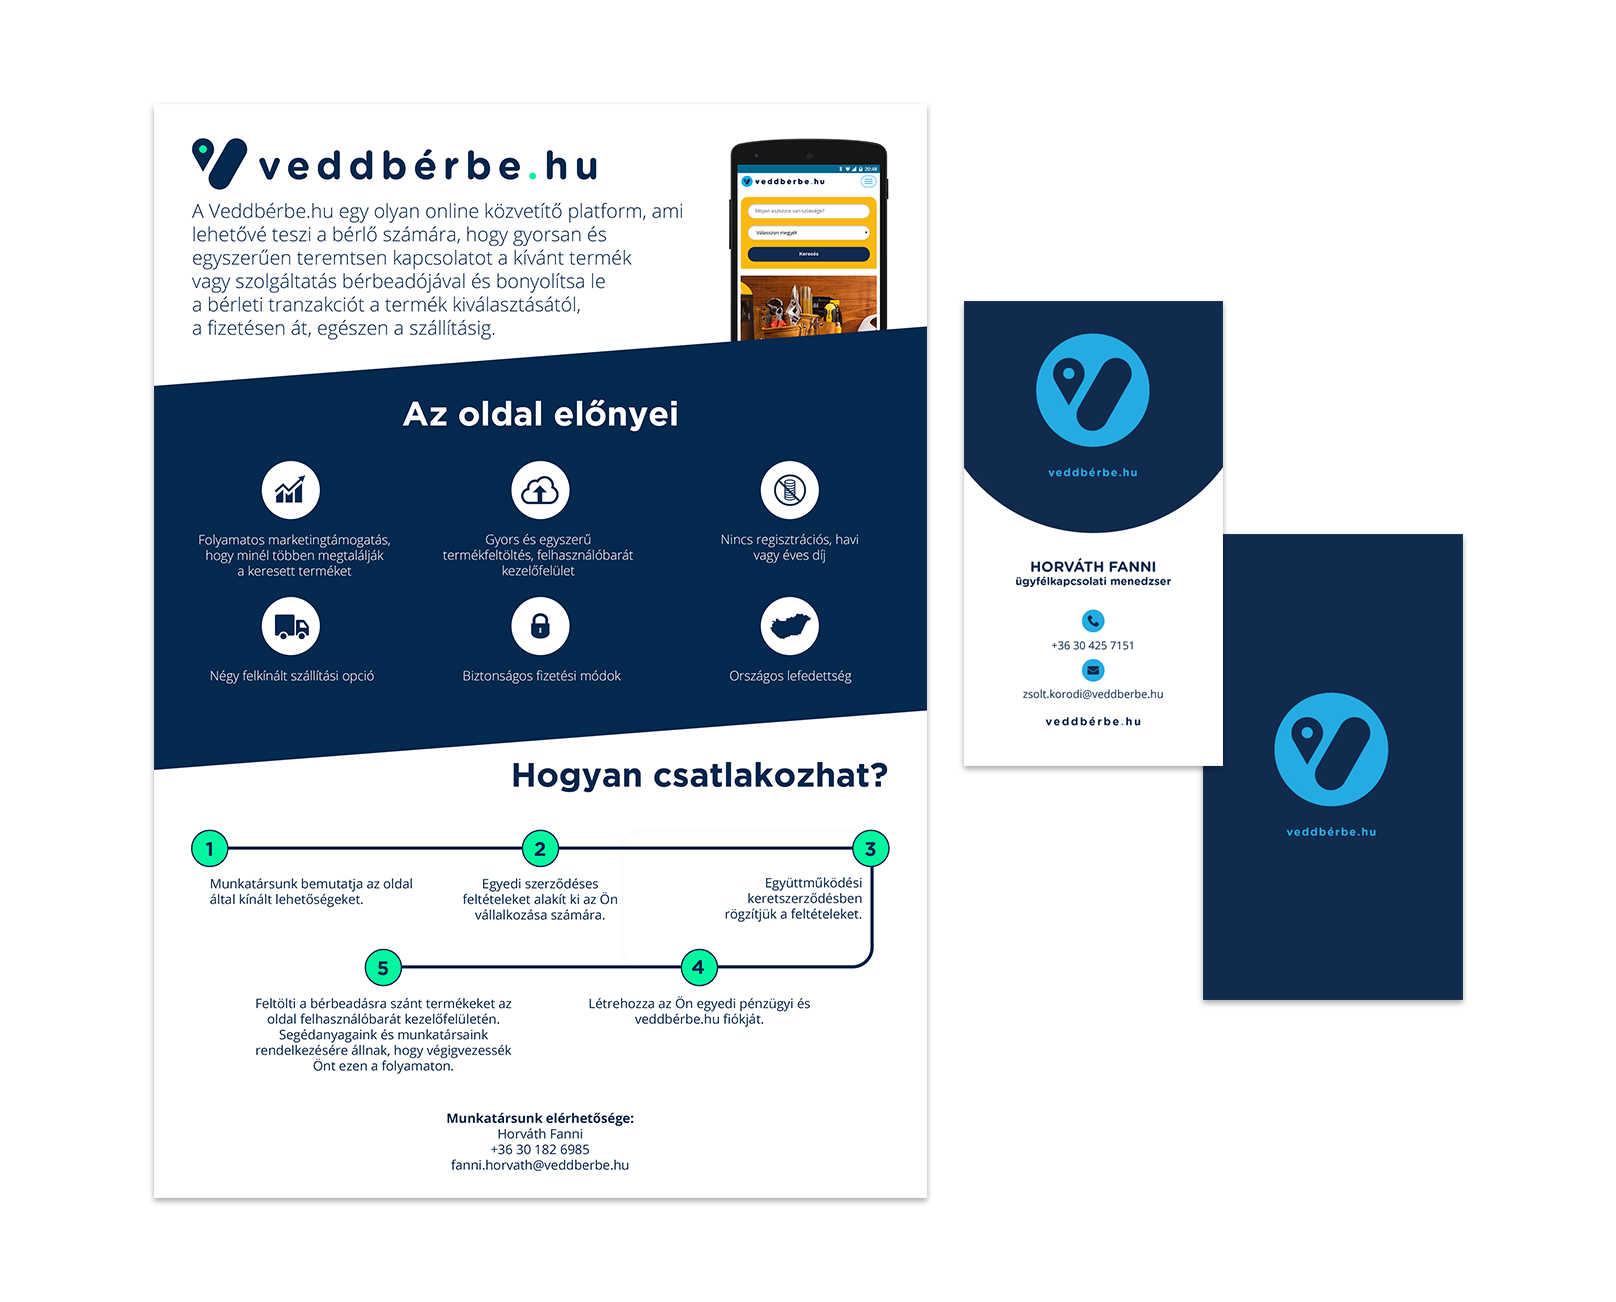 veddbérbe.hu
A Veddbérbe.hu egy olyan online közvetítő platform, ami
lehetővé teszi a bérlő számára, hogy gyorsan és
egyszerűen teremtsen kapcsolatot a kívánt termék
vagy szolgáltatás bérbeadójával és bonyolítsa le
a bérleti tranzakciót a termék kiválasztásától,
a fizetésen át, egészen a szállításig.
20:48
veddbérbe.hu
Milyen eszközre van szüksége?
Válasszon megyét
Keresés
Az oldal előnyei
Folyamatos marketingtámogatás,
hogy minél többen megtalálják
a keresett terméket
Gyors és egyszerű
termékfeltöltés, felhasználóbarát
kezelőfelület
Nincs regisztrációs, havi
vagy éves díj
Négy felkínált szállítási opció
Biztonságos fizetési módok
Országos lefedettség
Hogyan csatlakozhat?
1
Munkatársunk bemutatja az oldal
által kínált lehetőségeket.
2
Egyedi szerződéses
feltételeket alakít ki az Ön
vállalkozása számára.
3
Együttműködési
keretszerződésben
rögzítjük a feltételeket.
4
Létrehozza az Ön egyedi pénzügyi és
veddbérbe.hu fiókját.
5
Feltölti a bérbeadásra szánt termékeket az
oldal felhasználóbarát kezelőfelületén.
Segédanyagaink és munkatársaink
rendelkezésére állnak, hogy végigvezessék
Önt ezen a folyamaton.
Munkatársunk elérhetősége:
Horváth Fanni
+36 30 182 6985
fanni.horvath@veddberbe.hu
veddbérbe.hu
HORVÁTH FANNI
ügyfélkapcsolati menedzser
+36 30 425 7151
zsolt.korodi@veddberbe.hu
veddbérbe.hu
veddbérbe.hu